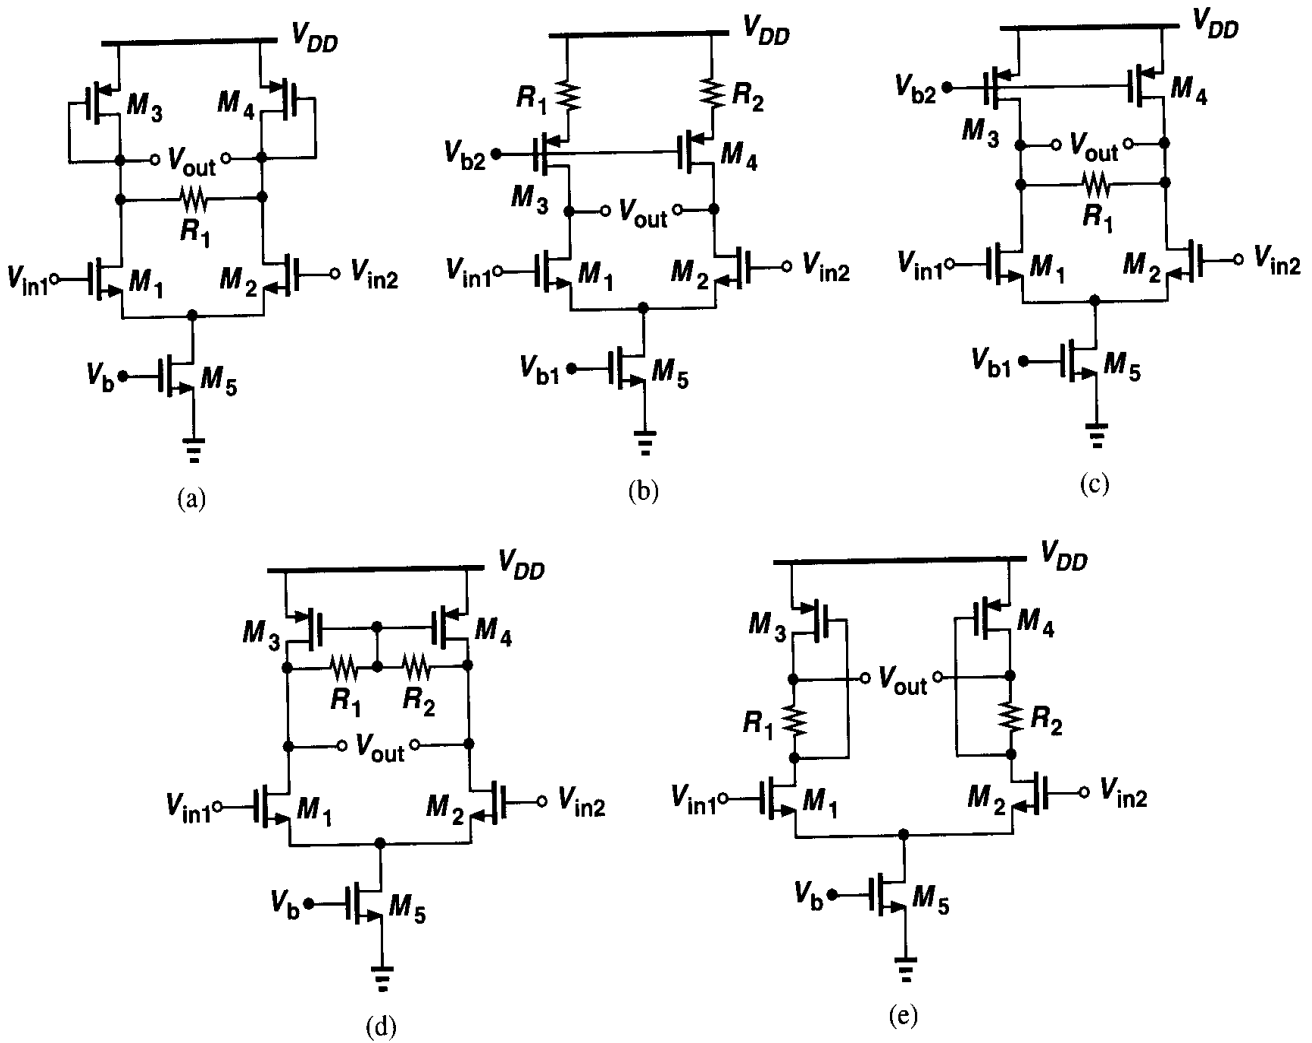 V_DD
M_3
M_4
V_out
R_1
V_in1
M_1
M_2
V_in2
V_b
M_5
(a)
V_DD
R_1
R_2
V_b2
M_3
M_4
V_out
V_in1
M_1
M_2
V_in2
V_b1
M_5
(b)
V_DD
V_b2
M_3
M_4
V_out
R_1
V_in1
M_1
M_2
V_in2
V_b1
M_5
(c)
V_DD
M_3
M_4
R_1
R_2
V_out
V_in1
M_1
M_2
V_in2
V_b
M_5
(d)
V_DD
M_3
M_4
V_out
R_1
R_2
V_in1
M_1
M_2
V_in2
V_b
M_5
(e)